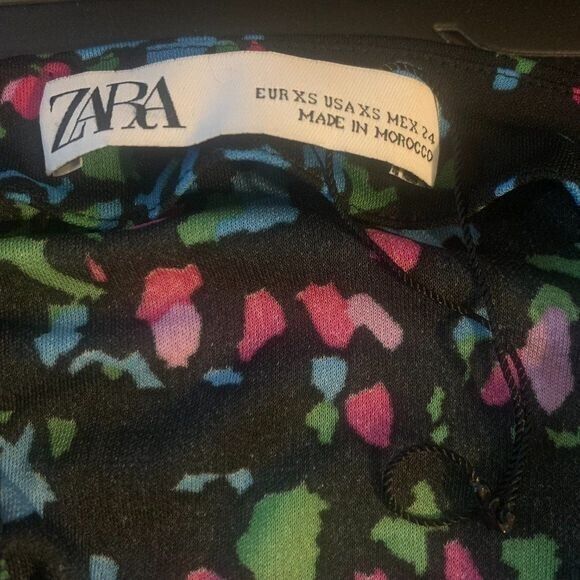 ZARA
EUR XS USA XS MEX 24
MADE IN MOROCCO